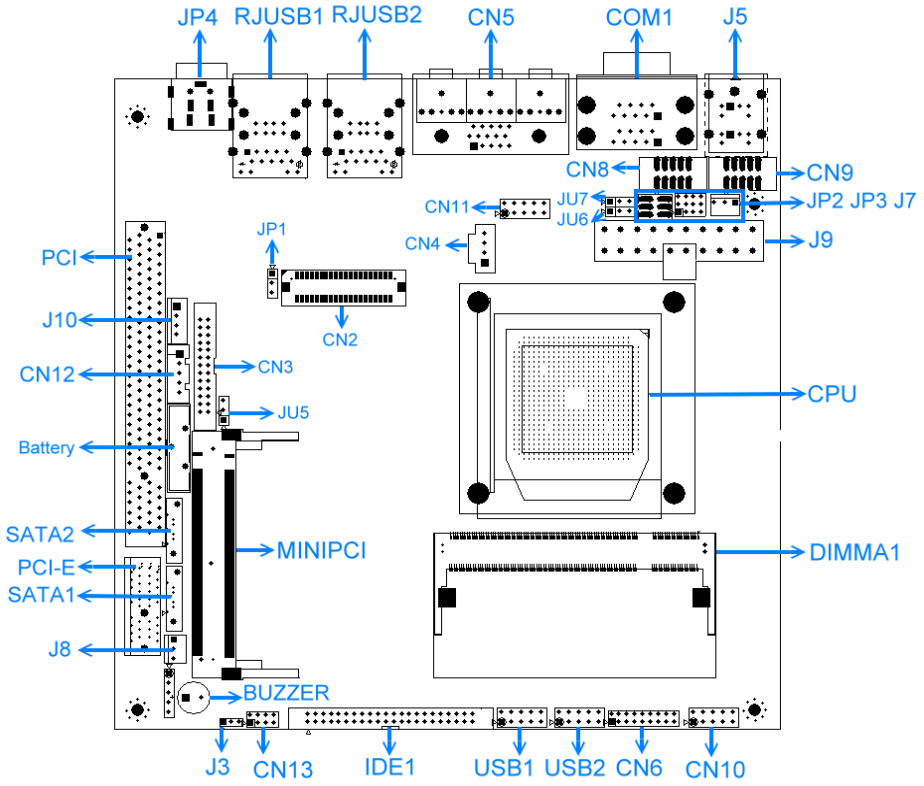 JP4 RJUSB1 RJUSB2 CN5 COM1 J5
CN8 CN9
CN11 JU7 JP2 JP3 J7
JU6
JP1 CN4 J9
PCI
J10
CN2
CN12 CN3
CPU
JU5
Battery
SATA2
MINIPCI DIMMA1
PCI-E
SATA1
J8
BUZZER
J3 CN13 IDE1 USB1 USB2 CN6 CN10